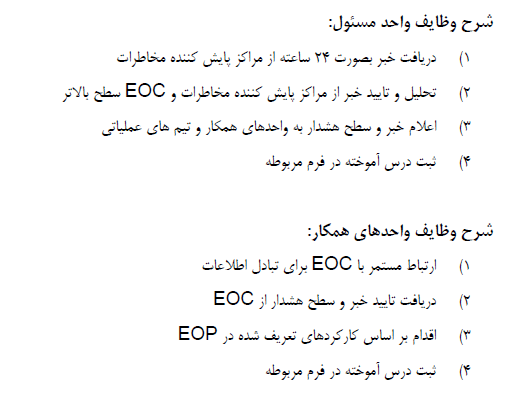 شرح وظایف واحد مسئول:
۱) دریافت خبر بصورت ۲۴ ساعته از مراکز پایش کننده مخاطرات
۲) تحلیل و تایید خبر از مراکز پایش کننده مخاطرات و EOC سطح بالاتر
۳) اعلام خبر و سطح هشدار به واحدهای همکار و تیم های عملیاتی
۴) ثبت درس آموخته در فرم مربوطه
شرح وظایف واحدهای همکار:
۱) ارتباط مستمر با EOC برای تبادل اطلاعات
۲) دریافت تایید خبر و سطح هشدار از EOC
۳) اقدام بر اساس کارکردهای تعریف شده در EOP
۴) ثبت درس آموخته در فرم مربوطه